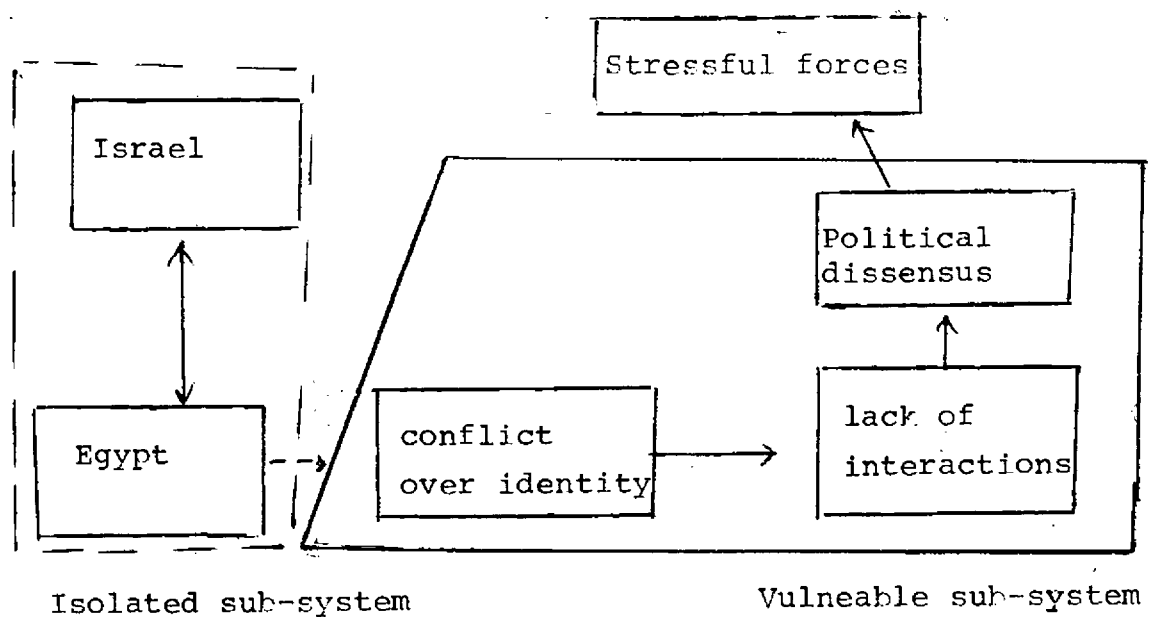 Stressful forces
Israel
Political
dissensus
Egypt
conflict
over identity
lack of
interactions
Isolated sub-system
Vulneable sub-system